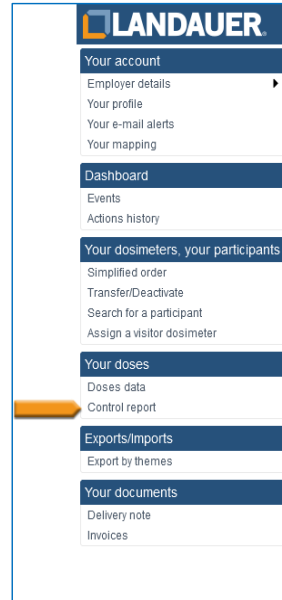 LANDAUER.
Your account
Employer details
Your profile
Your e-mail alerts
Your mapping
Dashboard
Events
Actions history
Your dosimeters, your participants
Simplified order
Transfer/Deactivate
Search for a participant
Assign a visitor dosimeter
Your doses
Doses data
Control report
Exports/Imports
Export by themes
Your documents
Delivery note
Invoices